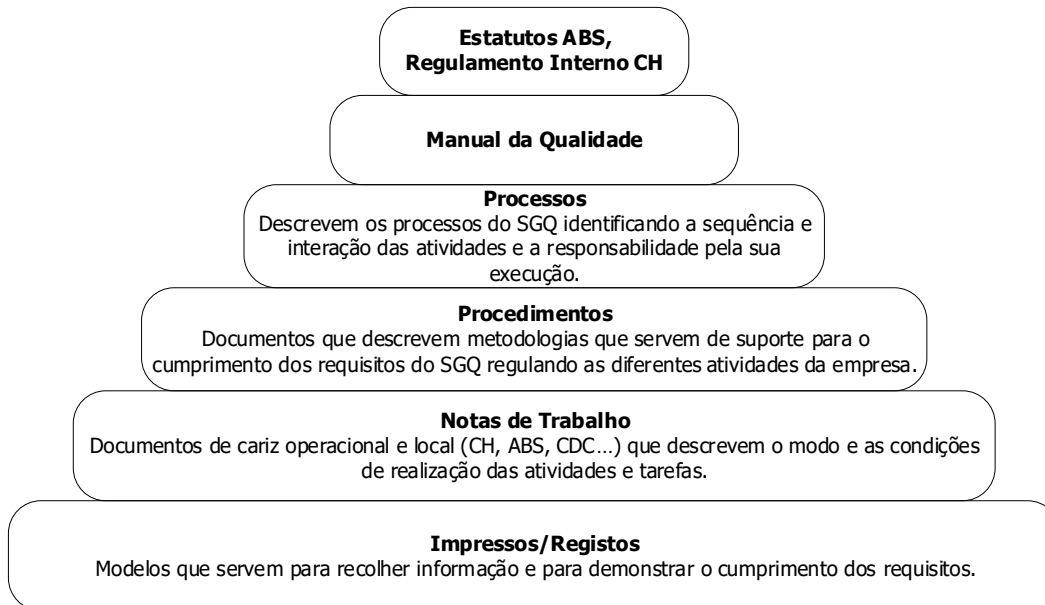 Estatutos ABS,
Regulamento Interno CH
Manual da Qualidade
Processos
Descrevem os processos do SGQ identificando a sequência e
interação das atividades e a responsabilidade pela sua
execução.
Procedimentos
Documentos que descrevem metodologias que servem de suporte para o
cumprimento dos requisitos do SGQ regulando as diferentes atividades da empresa.
Notas de Trabalho
Documentos de cariz operacional e local (CH, ABS, CDC…) que descrevem o modo e as condições
de realização das atividades e tarefas.
Impressos/Registos
Modelos que servem para recolher informação e para demonstrar o cumprimento dos requisitos.